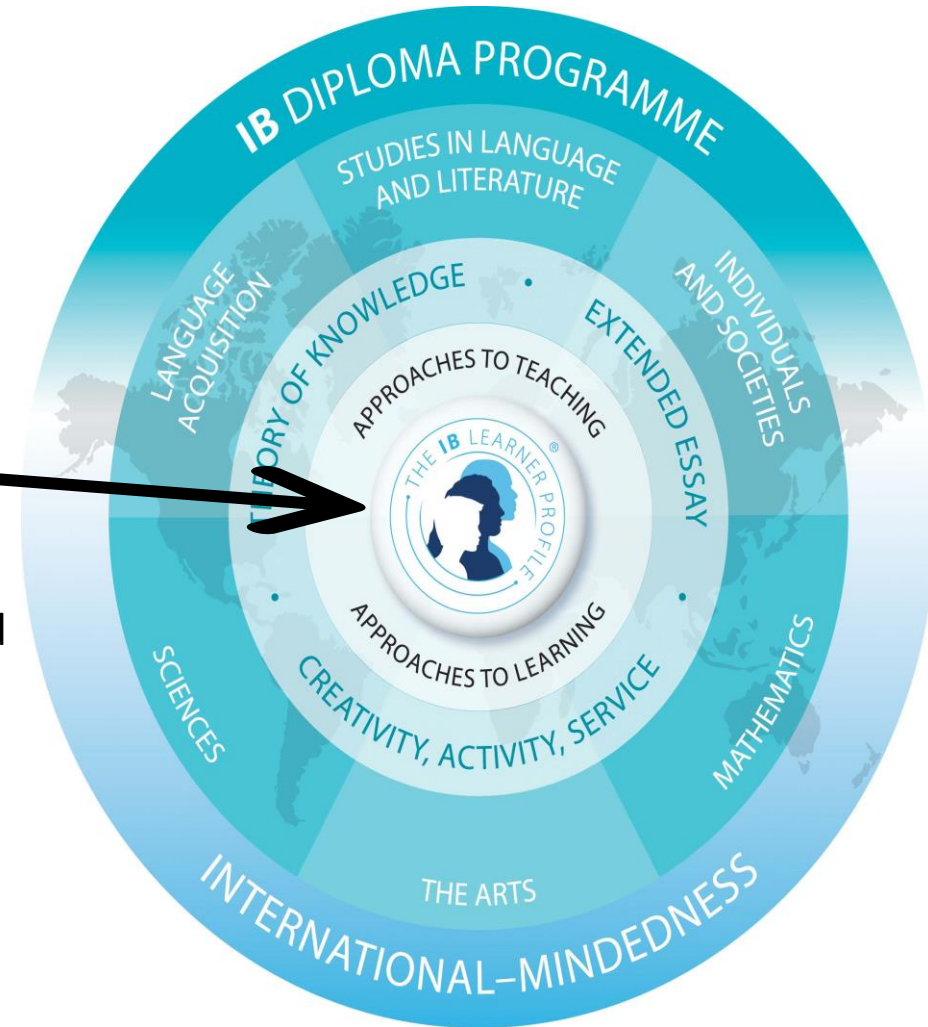 IB DIPLOMA PROGRAMME
STUDIES IN LANGUAGE
AND LITERATURE
LANGUAGE
ACQUISITION
INDIVIDUALS
AND SOCIETIES
THEORY OF KNOWLEDGE
•
EXTENDED ESSAY
APPROACHES TO TEACHING
• THE IB LEARNER PROFILE • ®
APPROACHES TO LEARNING
•
CREATIVITY, ACTIVITY, SERVICE
•
SCIENCES
MATHEMATICS
THE ARTS
INTERNATIONAL–MINDEDNESS